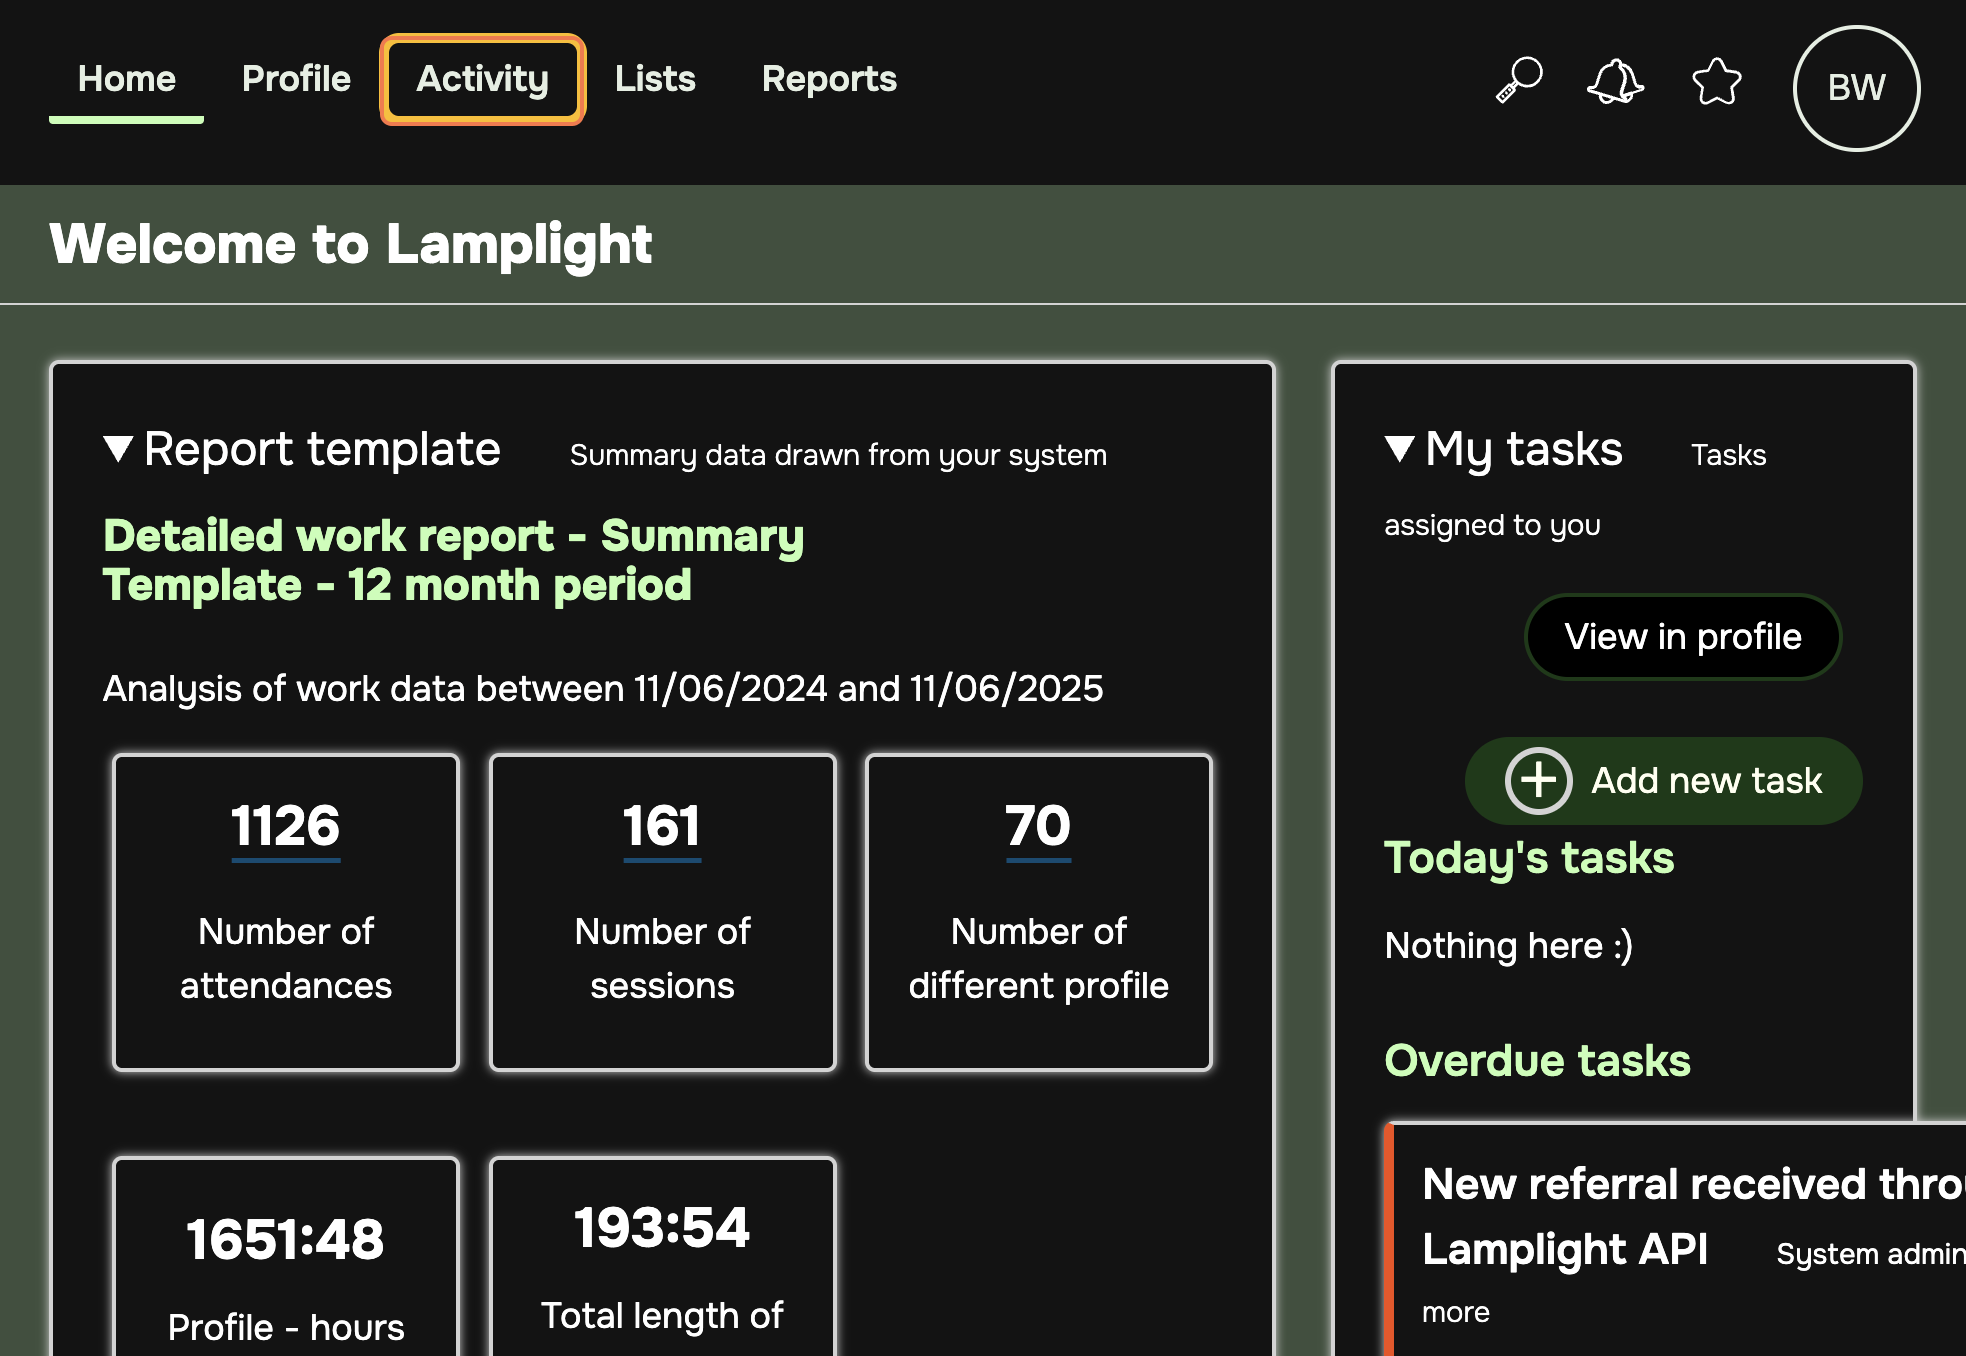 Home
Profile
Activity
Lists
Reports
BW
Welcome to Lamplight
Report template
Summary data drawn from your system
Detailed work report - Summary
Template - 12 month period
Analysis of work data between 11/06/2024 and 11/06/2025
1126
Number of
attendances
161
Number of
sessions
70
Number of
different profile
1651:48
Profile - hours
193:54
Total length of
My tasks
Tasks
assigned to you
View in profile
Add new task
Today's tasks
Nothing here :)
Overdue tasks
New referral received
Lamplight API
System admin
more